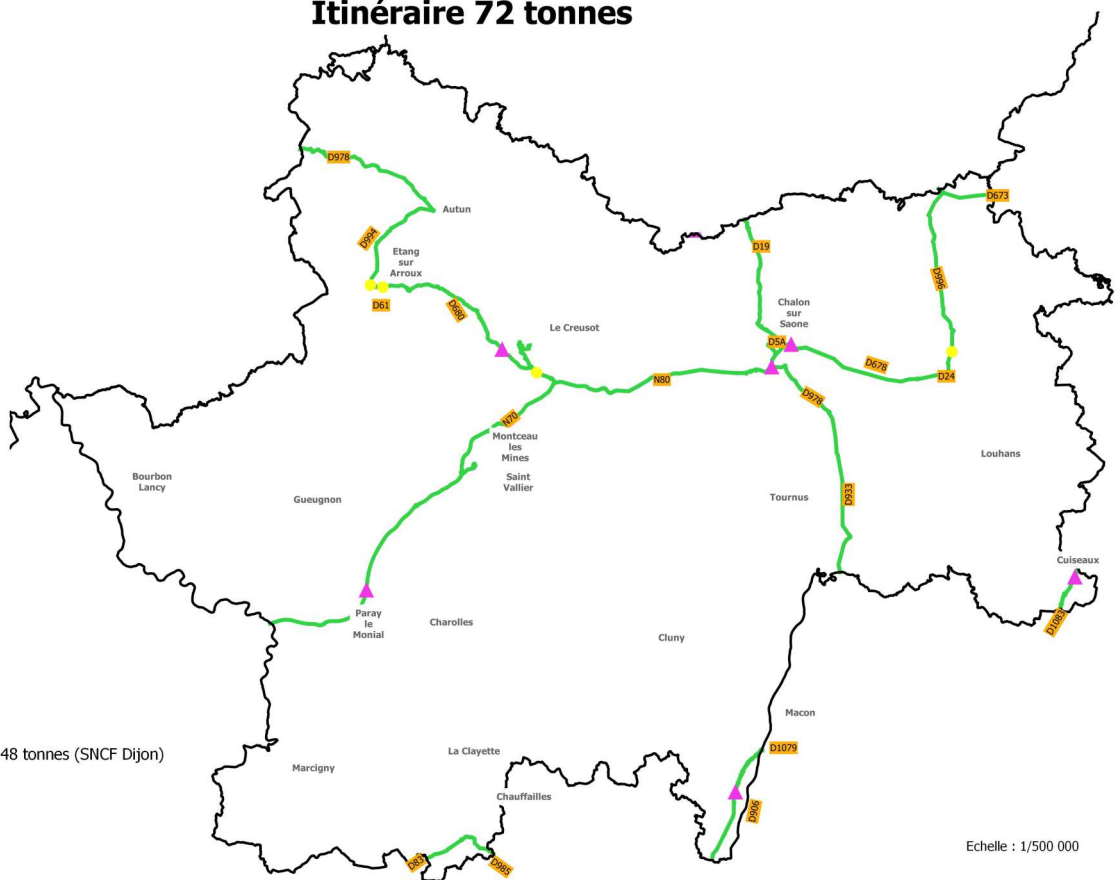 Itinéraire 72 tonnes
D978
D673
Autun
D994
D19
Etang
sur
Arroux
D996
D61
D680
Chalon
sur
Saone
Le Creusot
D5A
D678
D24
N80
D978
N70
Montceau
les
Mines
Louhans
Bourbon
Lancy
Saint
Vallier
Gueugnon
Tournus
D933
Cuiseaux
Paray
le
Monial
Charolles
D1083
Cluny
Macon
48 tonnes (SNCF Dijon)
La Clayette
D1079
Marcigny
Chauffailles
D906
Echelle : 1/500 000
D83
D985